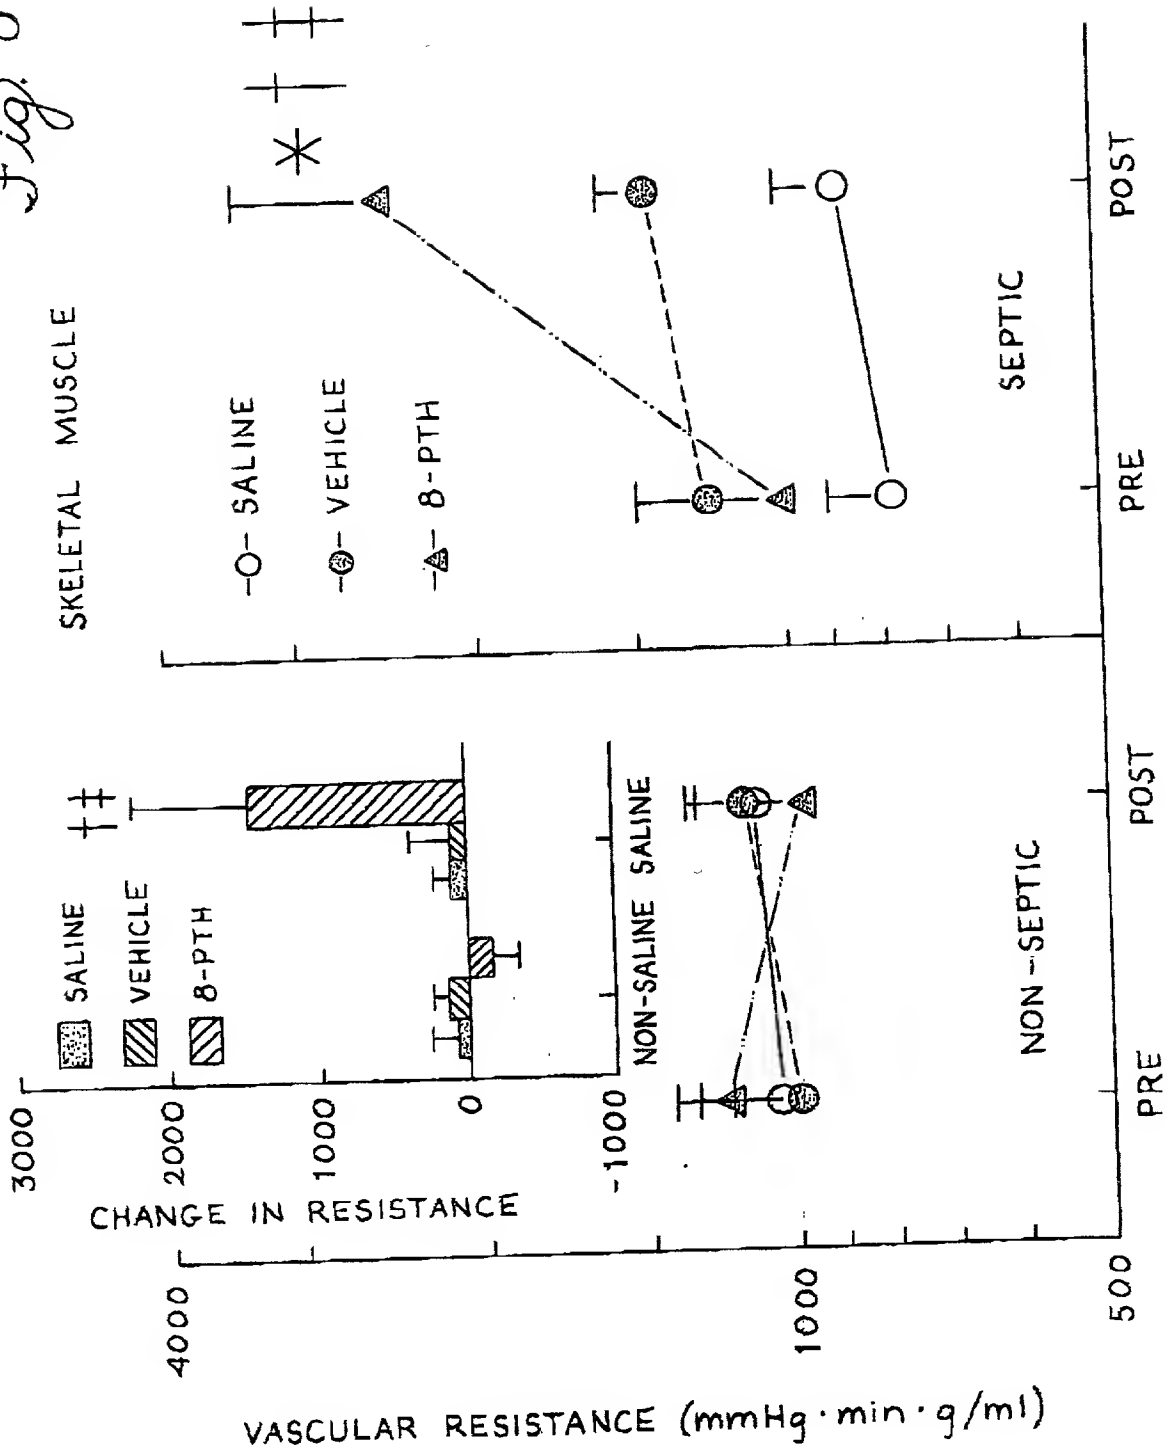 Fig.
SKELETAL MUSCLE
3000
2000
1000
0
-1000
CHANGE IN RESISTANCE
SALINE
VEHICLE
8-PTH
† ‡
NON-SALINE SALINE
SALINE
VEHICLE
8-PTH
* † ‡
4000
1000
500
VASCULAR RESISTANCE (mmHg·min·g/ml)
NON-SEPTIC
SEPTIC
PRE
POST
PRE
POST